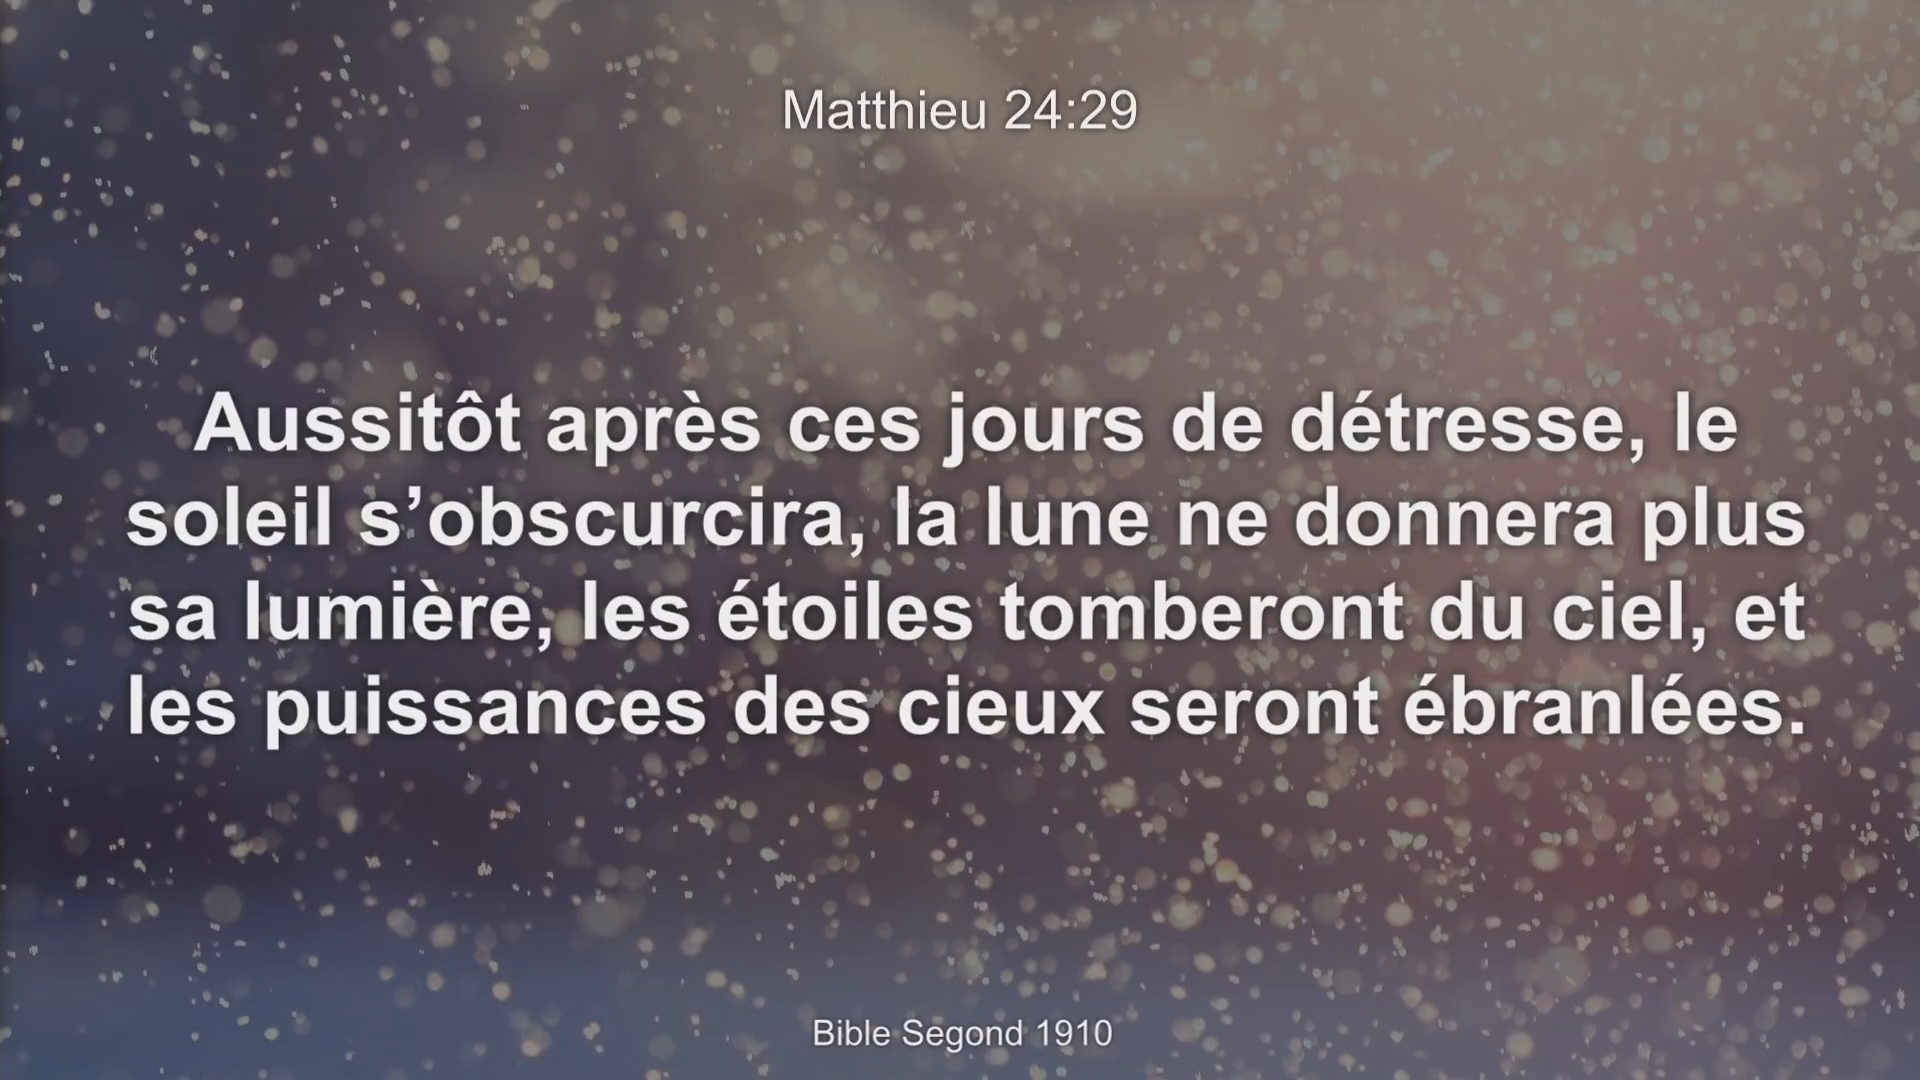 Matthieu 24:29
Aussitôt après ces jours de détresse, le
soleil s’obscurcira, la lune ne donnera plus
sa lumière, les étoiles tomberont du ciel, et
les puissances des cieux seront ébranlées.
Bible Segond 1910